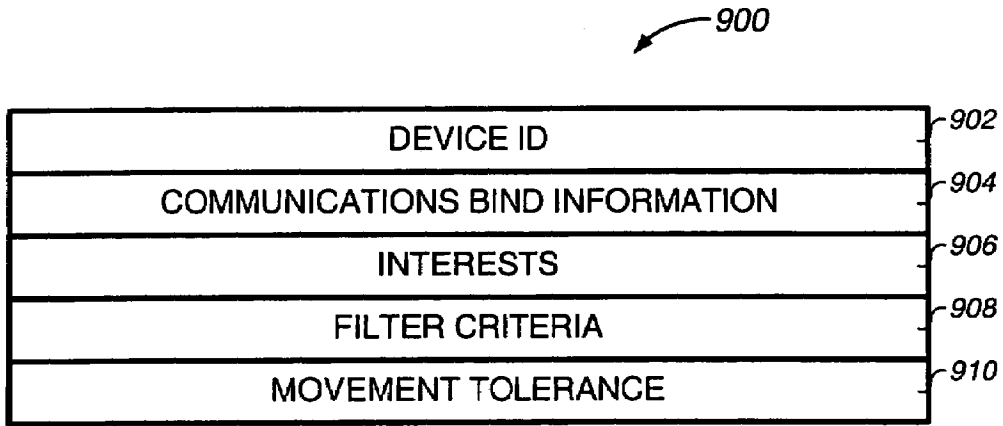 900
DEVICE ID 902
COMMUNICATIONS BIND INFORMATION 904
INTERESTS 906
FILTER CRITERIA 908
MOVEMENT TOLERANCE 910